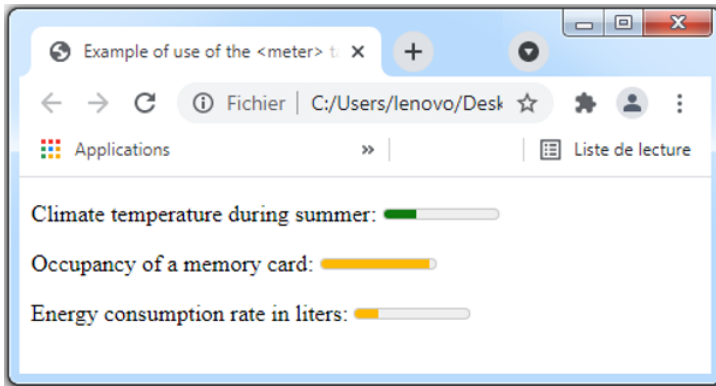 Example of use of the <meter> t
Fichier | C:/Users/lenovo/Desk
Applications » Liste de lecture
Climate temperature during summer:
Occupancy of a memory card:
Energy consumption rate in liters: